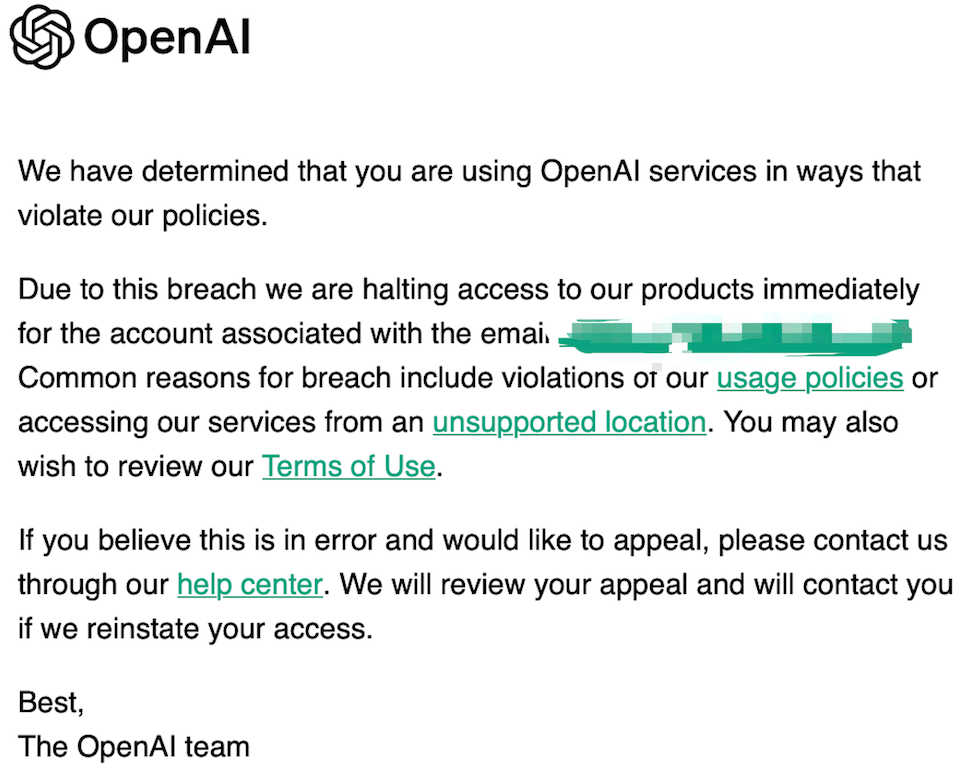 OpenAI
We have determined that you are using OpenAI services in ways that
violate our policies.
Due to this breach we are halting access to our products immediately
for the account associated with the email
Common reasons for breach include violations of our usage policies or
accessing our services from an unsupported location. You may also
wish to review our Terms of Use.
If you believe this is in error and would like to appeal, please contact us
through our help center. We will review your appeal and will contact you
if we reinstate your access.
Best,
The OpenAI team